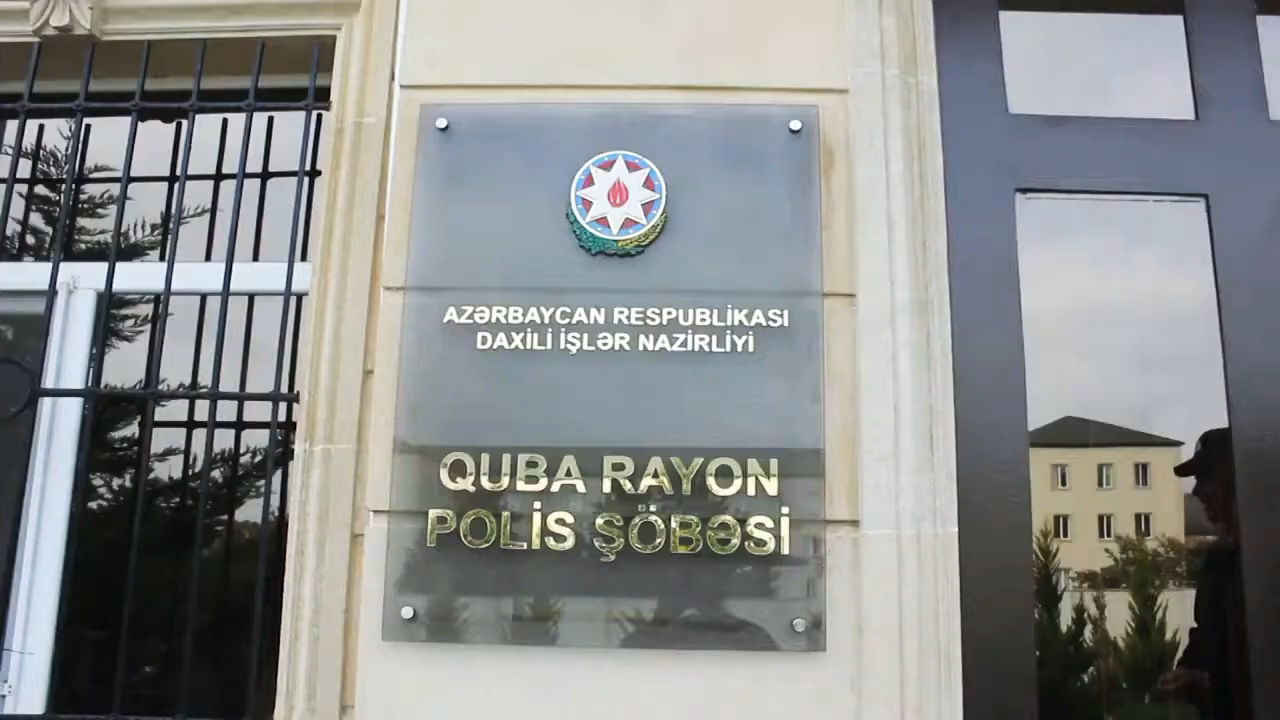 AZƏRBAYCAN RESPUBLİKASI
DAXİLİ İŞLƏR NAZİRLİYİ
QUBA RAYON
POLİS ŞÖBƏSİ